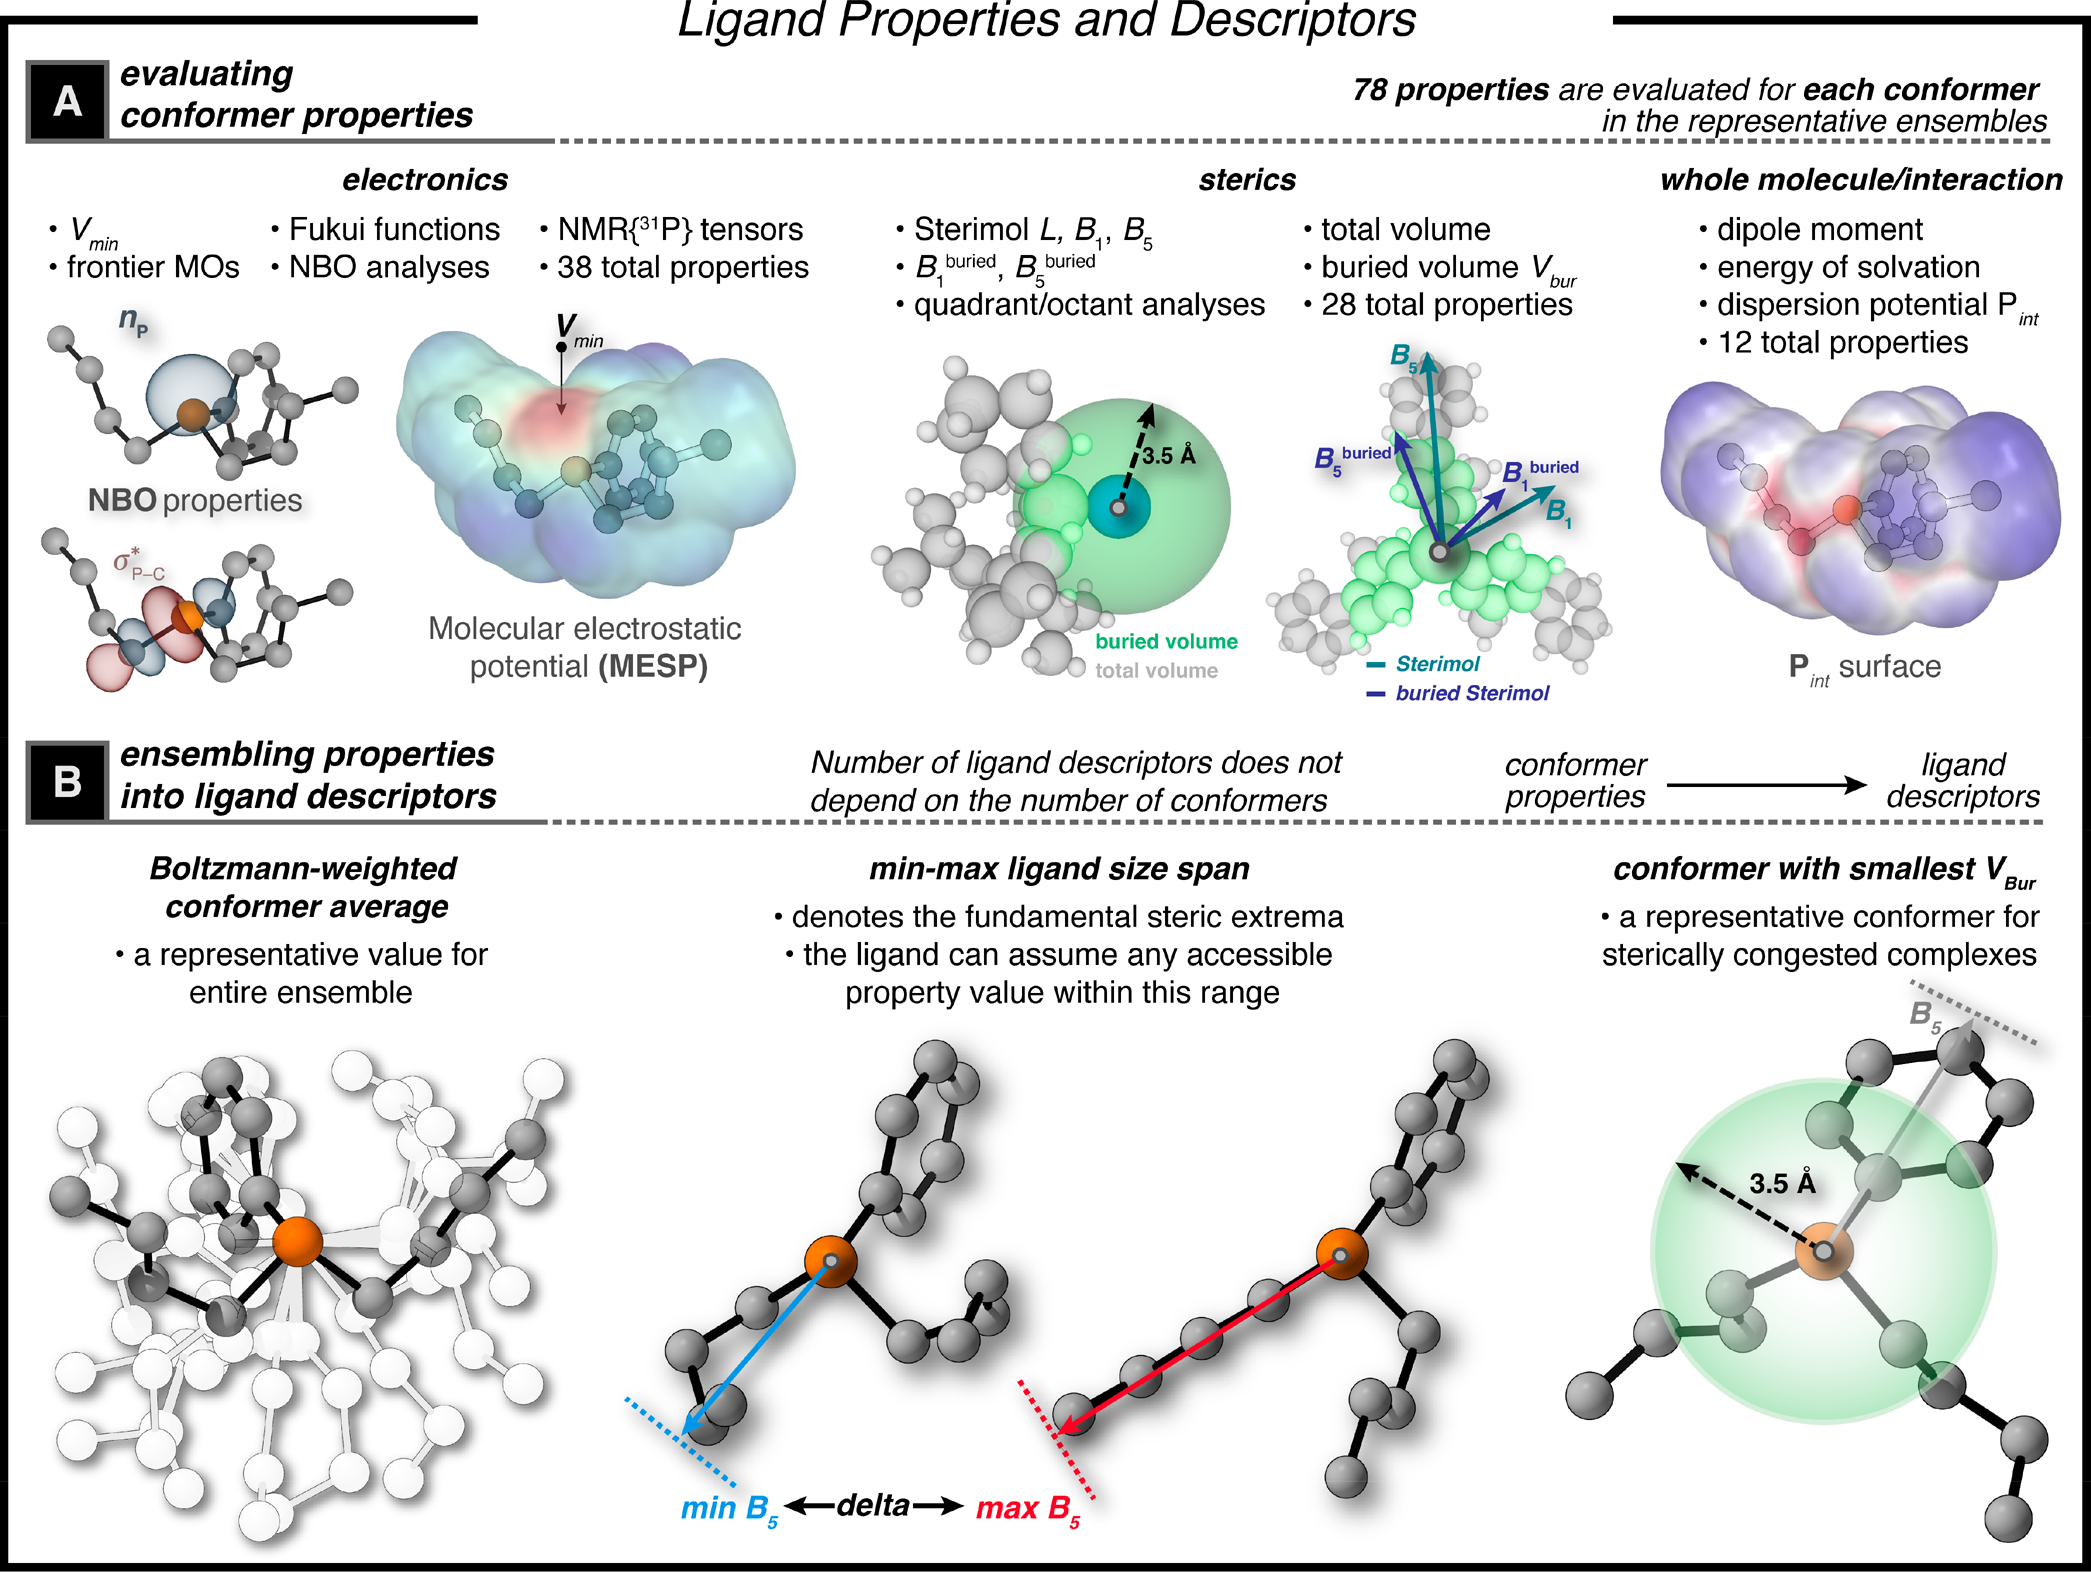 Ligand Properties and Descriptors
A
evaluating
conformer properties
78 properties are evaluated for each conformer
in the representative ensembles
electronics
• Vmin
• frontier MOs
• Fukui functions
• NBO analyses
• NMR{³¹P} tensors
• 38 total properties
nP
NBO properties
σ*P–C
Vmin
Molecular electrostatic
potential (MESP)
sterics
• Sterimol L, B1, B5
• B1buried, B5buried
• quadrant/octant analyses
• total volume
• buried volume Vbur
• 28 total properties
3.5 Å
buried volume
total volume
B5
B5buried
B1buried
B1
Sterimol
buried Sterimol
whole molecule/interaction
• dipole moment
• energy of solvation
• dispersion potential Pint
• 12 total properties
Pint surface
B
ensembling properties
into ligand descriptors
Number of ligand descriptors does not
depend on the number of conformers
conformer
properties
ligand
descriptors
Boltzmann-weighted
conformer average
• a representative value for
entire ensemble
min-max ligand size span
• denotes the fundamental steric extrema
• the ligand can assume any accessible
property value within this range
min B5
delta
max B5
conformer with smallest VBur
• a representative conformer for
sterically congested complexes
B5
3.5 Å